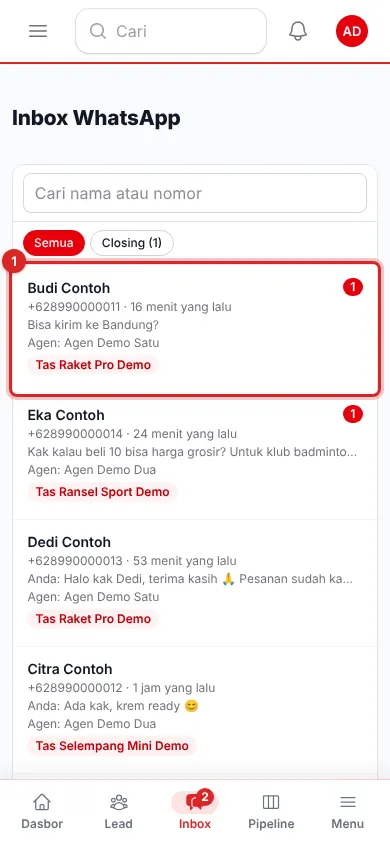 Cari
AD
Inbox WhatsApp
Cari nama atau nomor
Semua
Closing (1)
1
Budi Contoh
1
+628990000011 · 16 menit yang lalu
Bisa kirim ke Bandung?
Agen: Agen Demo Satu
Tas Raket Pro Demo
Eka Contoh
1
+628990000014 · 24 menit yang lalu
Kak kalau beli 10 bisa harga grosir? Untuk klub badminto...
Agen: Agen Demo Dua
Tas Ransel Sport Demo
Dedi Contoh
+628990000013 · 53 menit yang lalu
Anda: Halo kak Dedi, terima kasih 🙏 Pesanan sudah ka...
Agen: Agen Demo Satu
Tas Raket Pro Demo
Citra Contoh
+628990000012 · 1 jam yang lalu
Anda: Ada kak, krem ready 😊
Agen: Agen Demo Dua
Tas Selempang Mini Demo
2
Dasbor
Lead
Inbox
Pipeline
Menu